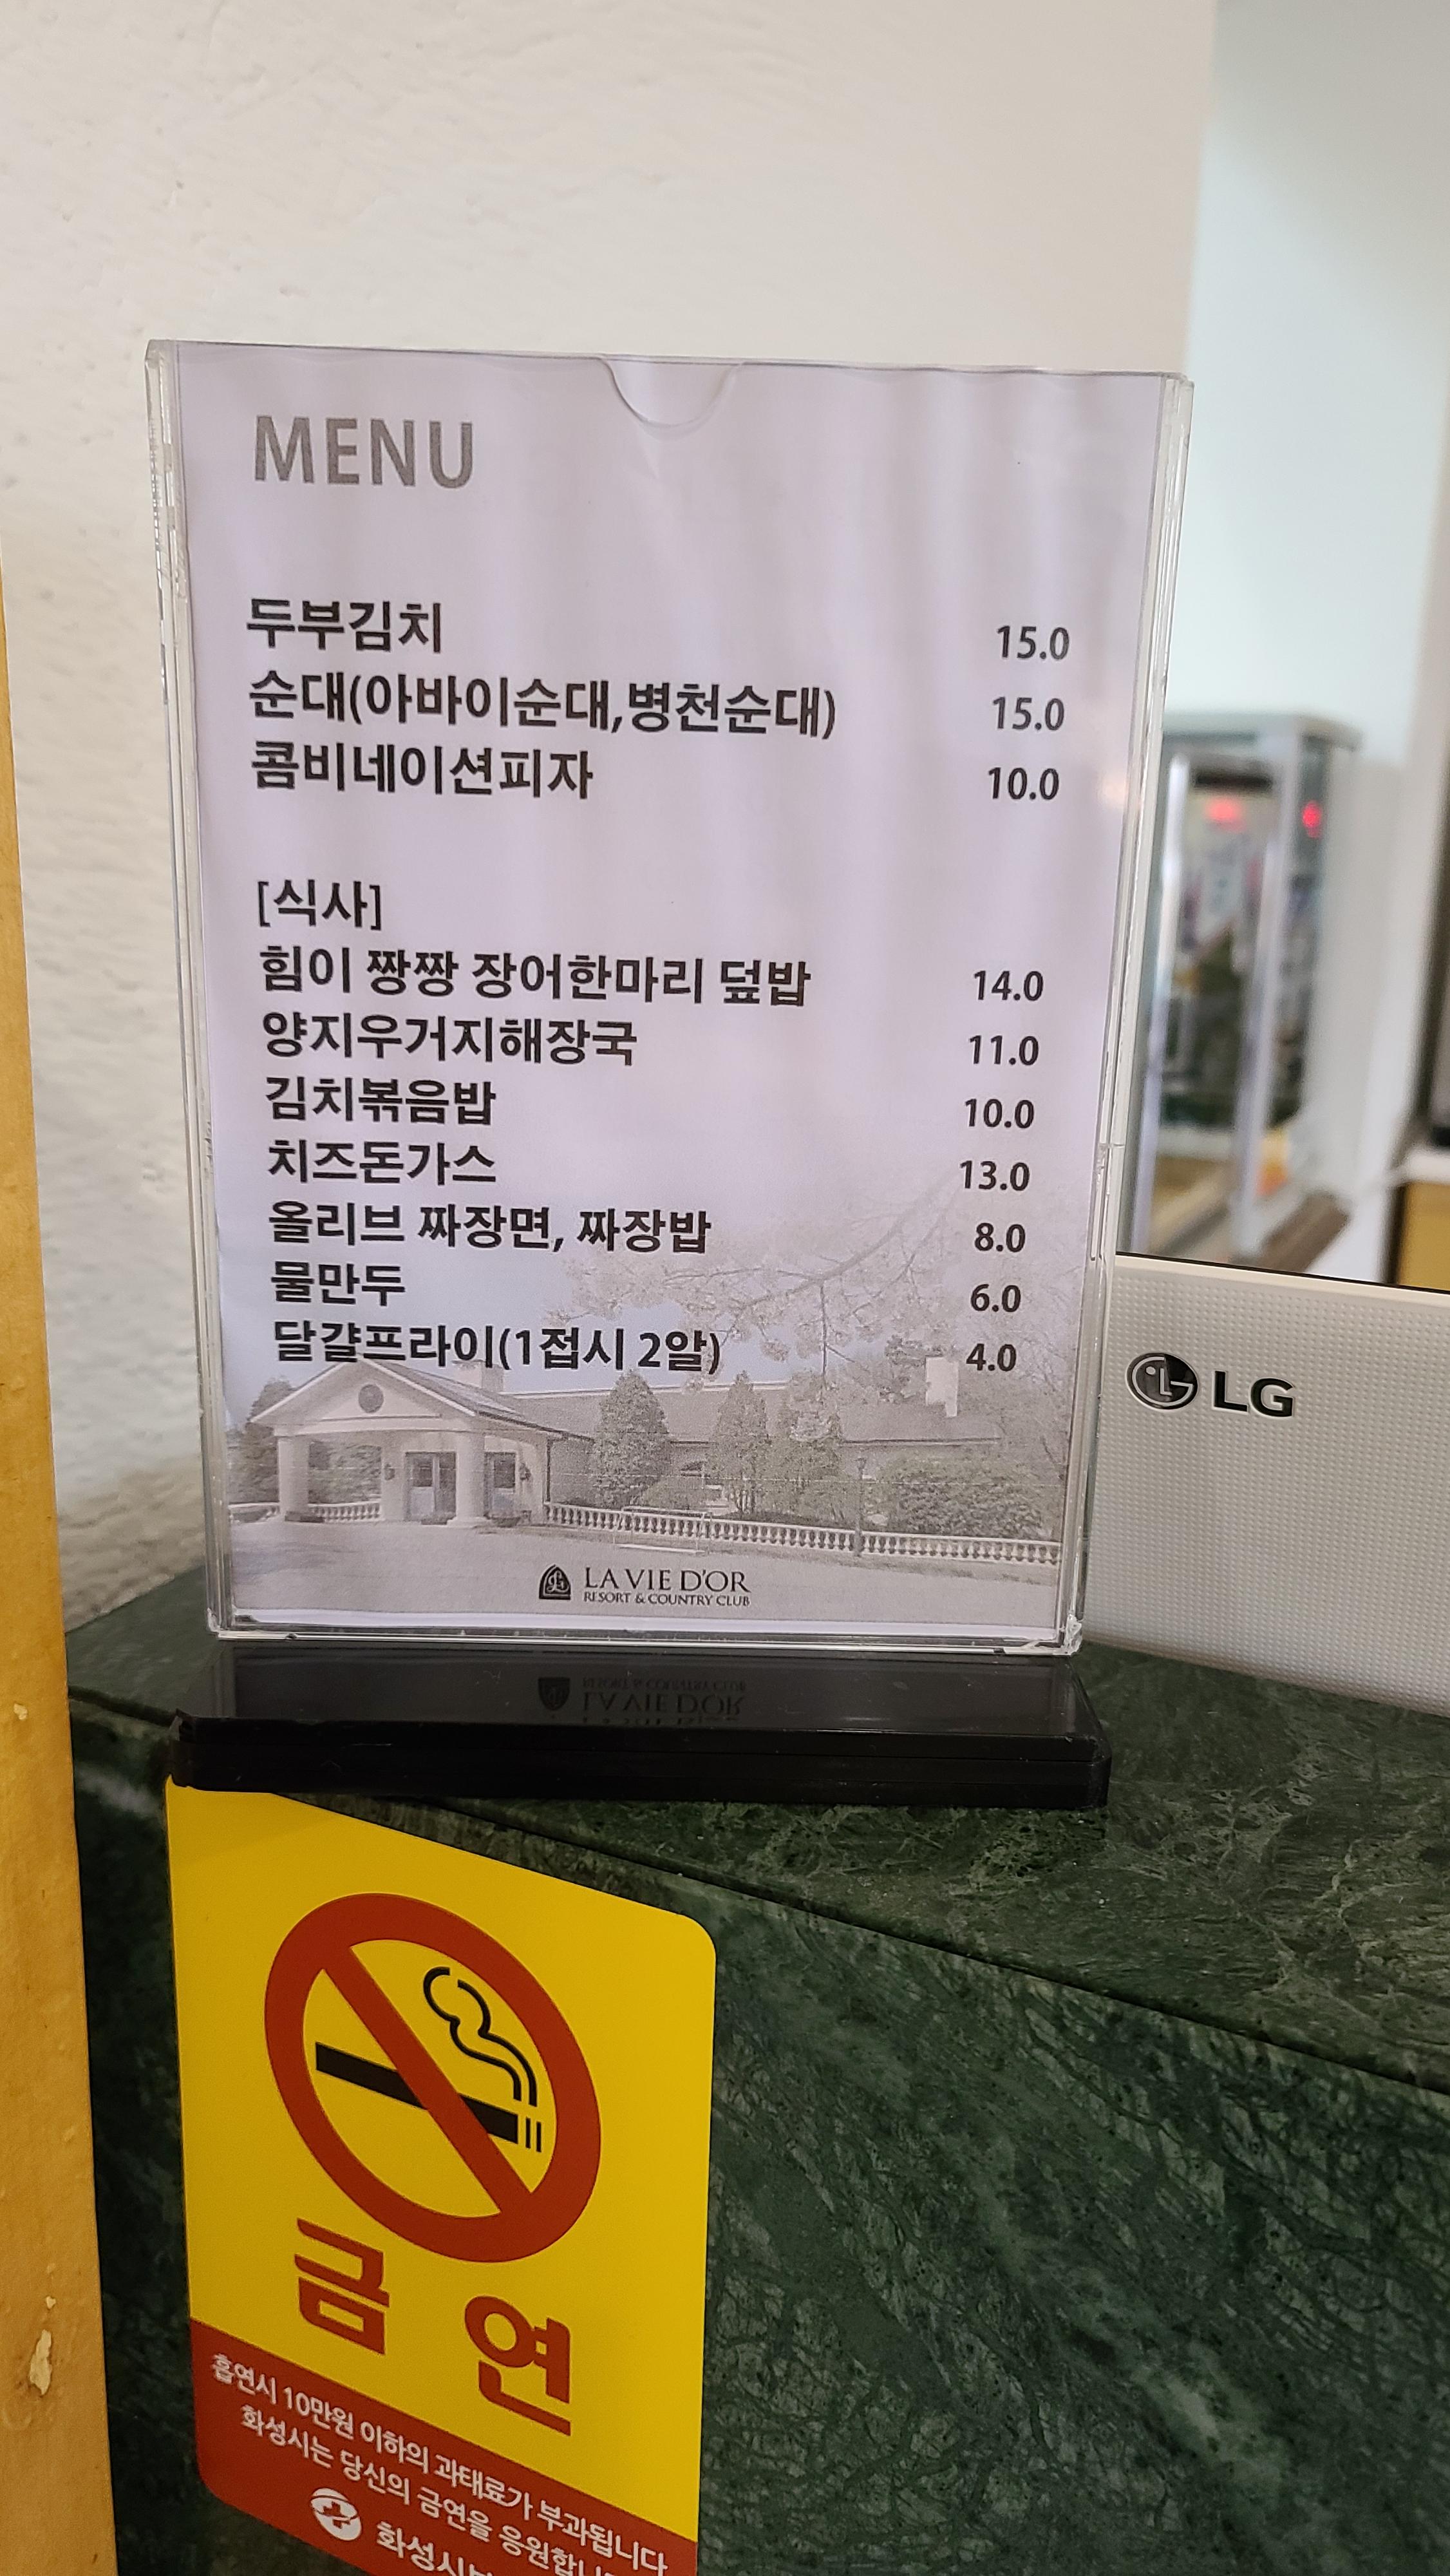 MENU
두부김치 15.0
순대(아바이순대,병천순대) 15.0
콤비네이션피자 10.0
[식사]
힘이 짱짱 장어한마리 덮밥 14.0
양지우거지해장국 11.0
김치볶음밥 10.0
치즈돈가스 13.0
올리브 짜장면, 짜장밥 8.0
물만두 6.0
달걀프라이(1접시 2알) 4.0
LG
LA VIE D'OR
RESORT & COUNTRY CLUB
금연
흡연시 10만원 이하의 과태료가 부과됩니다
화성시는 당신의 금연을
화성시